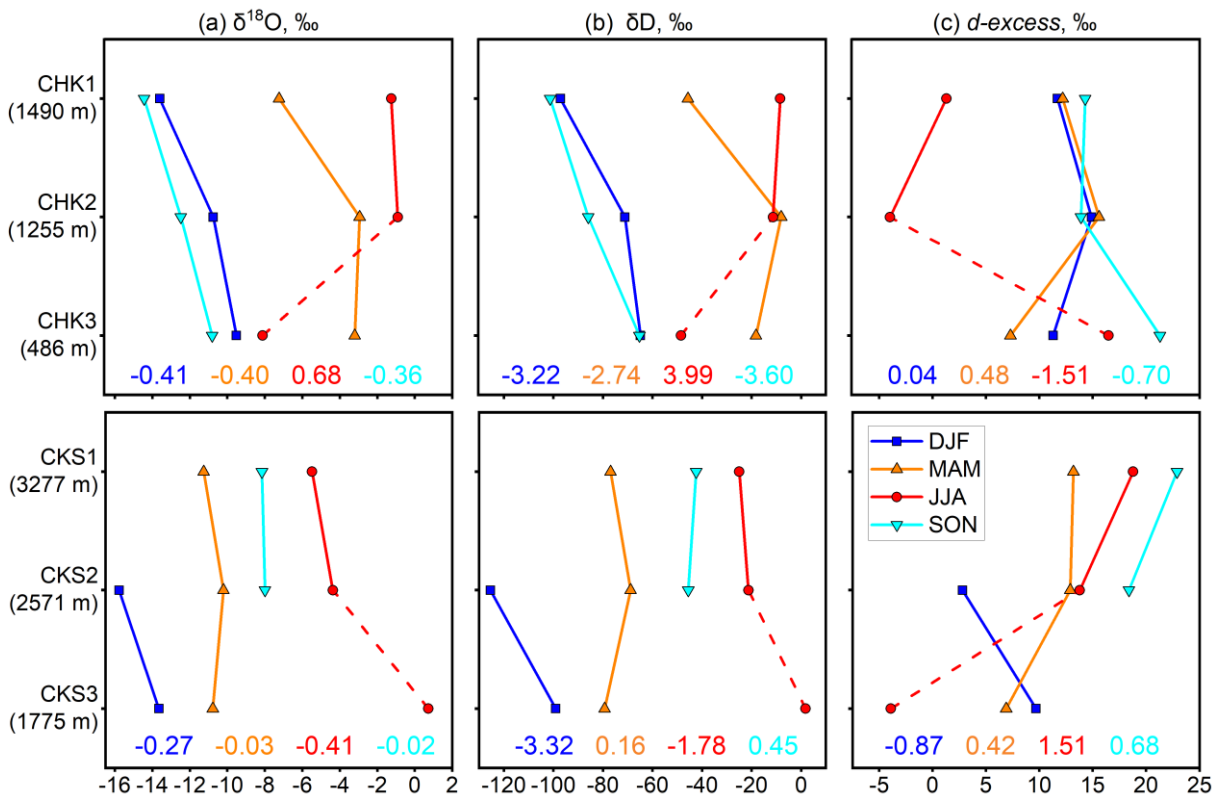 (a) δ¹⁸O, ‰
(b) δD, ‰
(c) d-excess, ‰
CHK1
(1490 m)
CHK2
(1255 m)
CHK3
(486 m)
-0.41 -0.40 0.68 -0.36
-3.22 -2.74 3.99 -3.60
0.04 0.48 -1.51 -0.70
CKS1
(3277 m)
CKS2
(2571 m)
CKS3
(1775 m)
DJF
MAM
JJA
SON
-0.27 -0.03 -0.41 -0.02
-3.32 0.16 -1.78 0.45
-0.87 0.42 1.51 0.68
-16 -14 -12 -10 -8 -6 -4 -2 0 2
-120 -100 -80 -60 -40 -20 0
-5 0 5 10 15 20 25